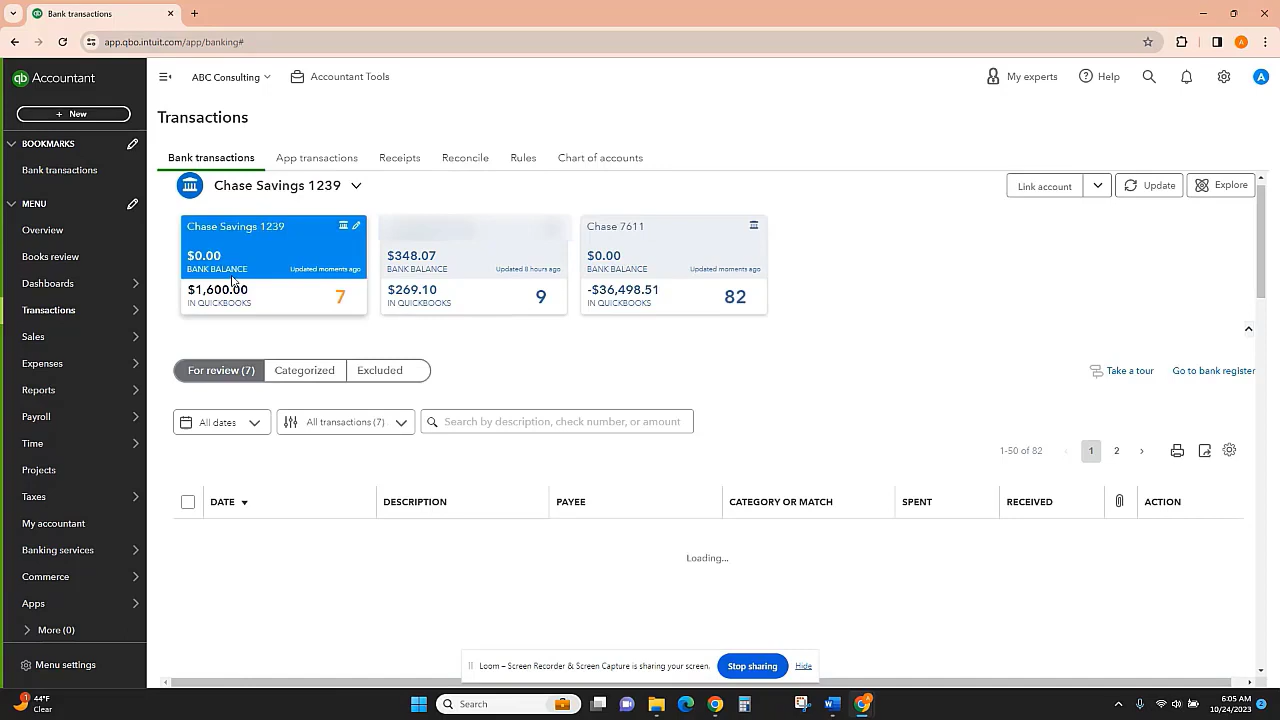 Bank transactions
app.qbo.intuit.com/app/banking#
A
qb Accountant
ABC Consulting
Accountant Tools
My experts
Help
A
+ New
Transactions
BOOKMARKS
Bank transactions
App transactions
Receipts
Reconcile
Rules
Chart of accounts
Bank transactions
Chase Savings 1239
Link account
Update
Explore
MENU
Overview
Books review
Dashboards
Transactions
Sales
Expenses
Reports
Payroll
Time
Projects
Taxes
My accountant
Banking services
Commerce
Apps
More (0)
Menu settings
Chase Savings 1239
$0.00
BANK BALANCE
Updated moments ago
$1,600.00
IN QUICKBOOKS
7
$348.07
BANK BALANCE
Updated 8 hours ago
$269.10
IN QUICKBOOKS
9
Chase 7611
$0.00
BANK BALANCE
Updated moments ago
-$36,498.51
IN QUICKBOOKS
82
For review (7)
Categorized
Excluded
Take a tour
Go to bank register
All dates
All transactions (7)
Search by description, check number, or amount
1-50 of 82
1
2
DATE
DESCRIPTION
PAYEE
CATEGORY OR MATCH
SPENT
RECEIVED
ACTION
Loading...
Loom – Screen Recorder & Screen Capture is sharing your screen.
Stop sharing
Hide
44°F
Clear
Search
6:05 AM
10/24/2023